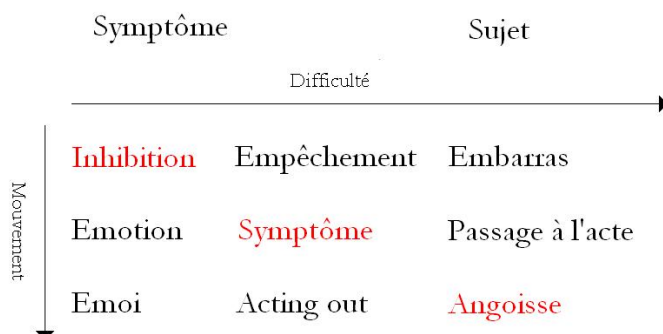 Symptôme Sujet
Difficulté
Mouvement
Inhibition Empêchement Embarras
Emotion Symptôme Passage à l'acte
Emoi Acting out Angoisse